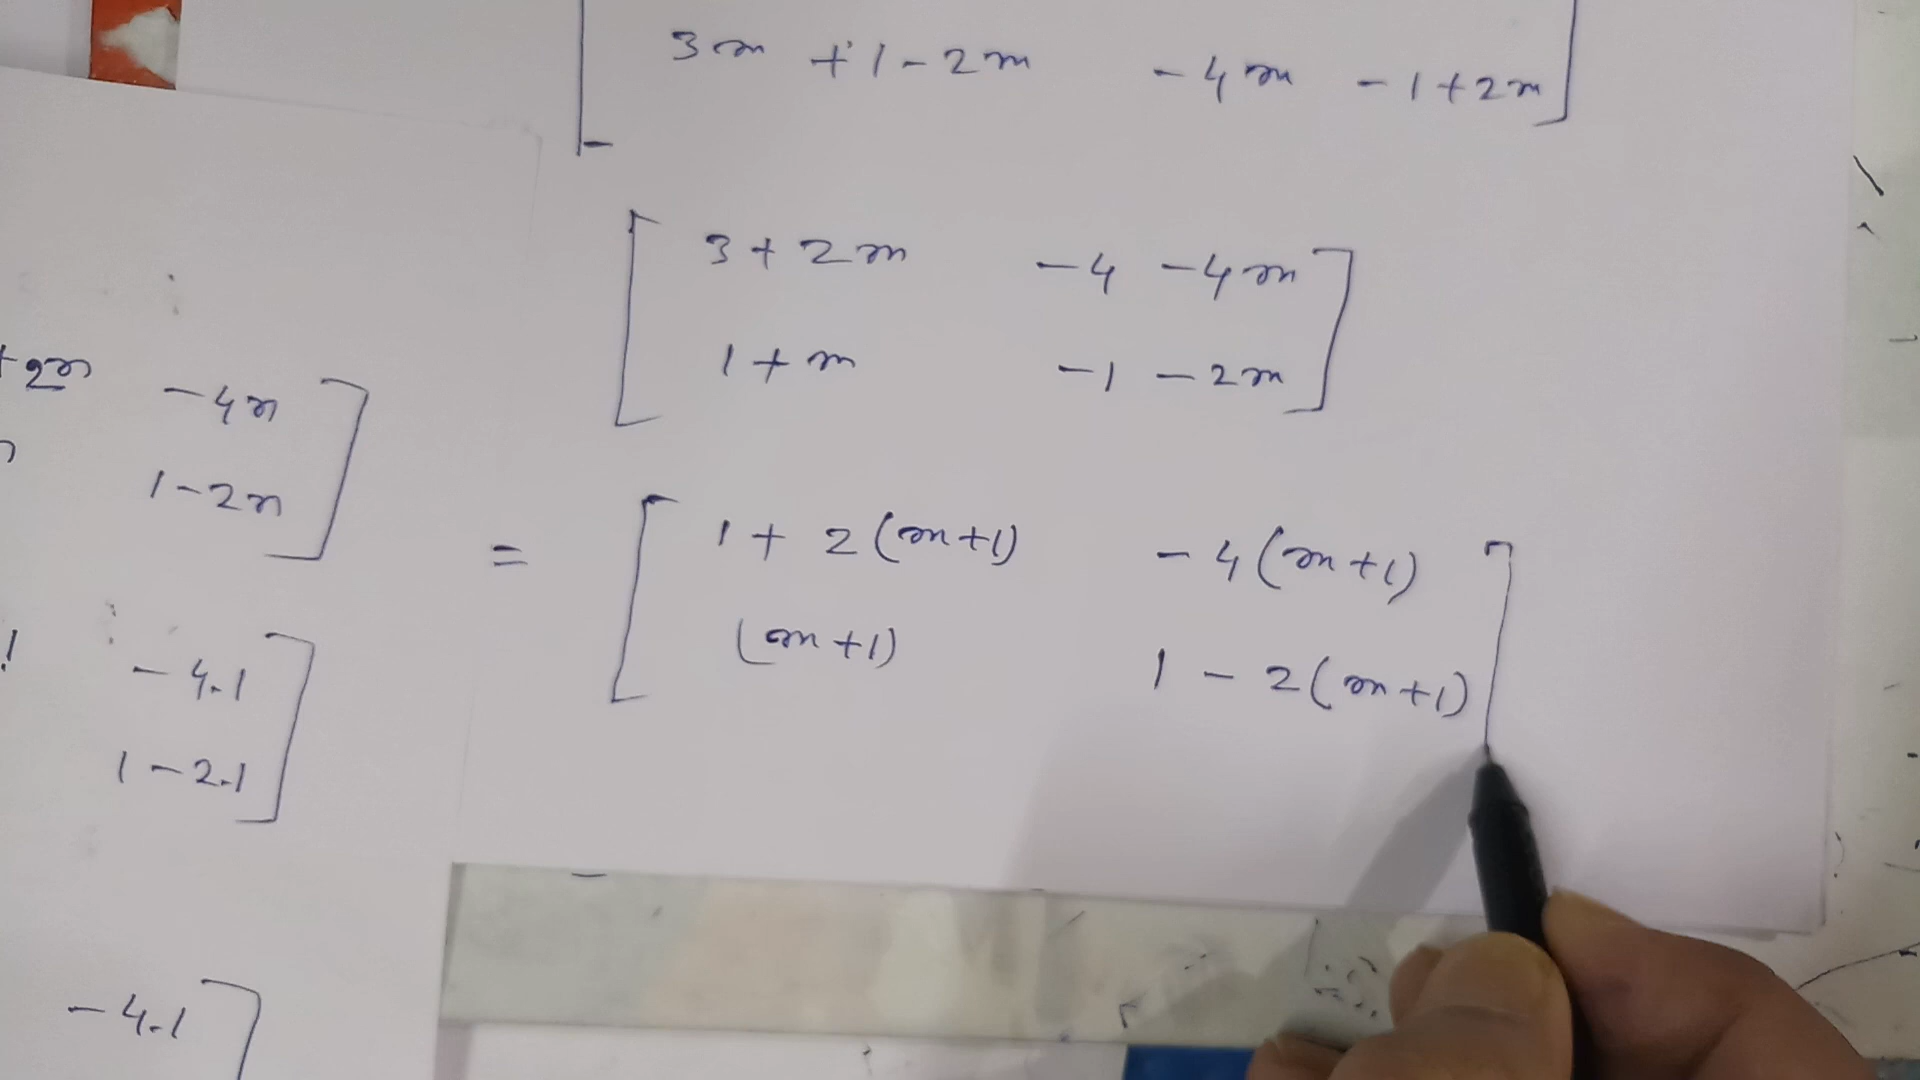 3m + 1 - 2m   - 4m - 1 + 2m
3 + 2m   - 4 - 4m
1 + m   - 1 - 2m
= 1 + 2(m+1)   - 4(m+1)
(m+1)   1 - 2(m+1)
+2n   - 4n
1 - 2n
- 4.1
1 - 2.1
- 4.1